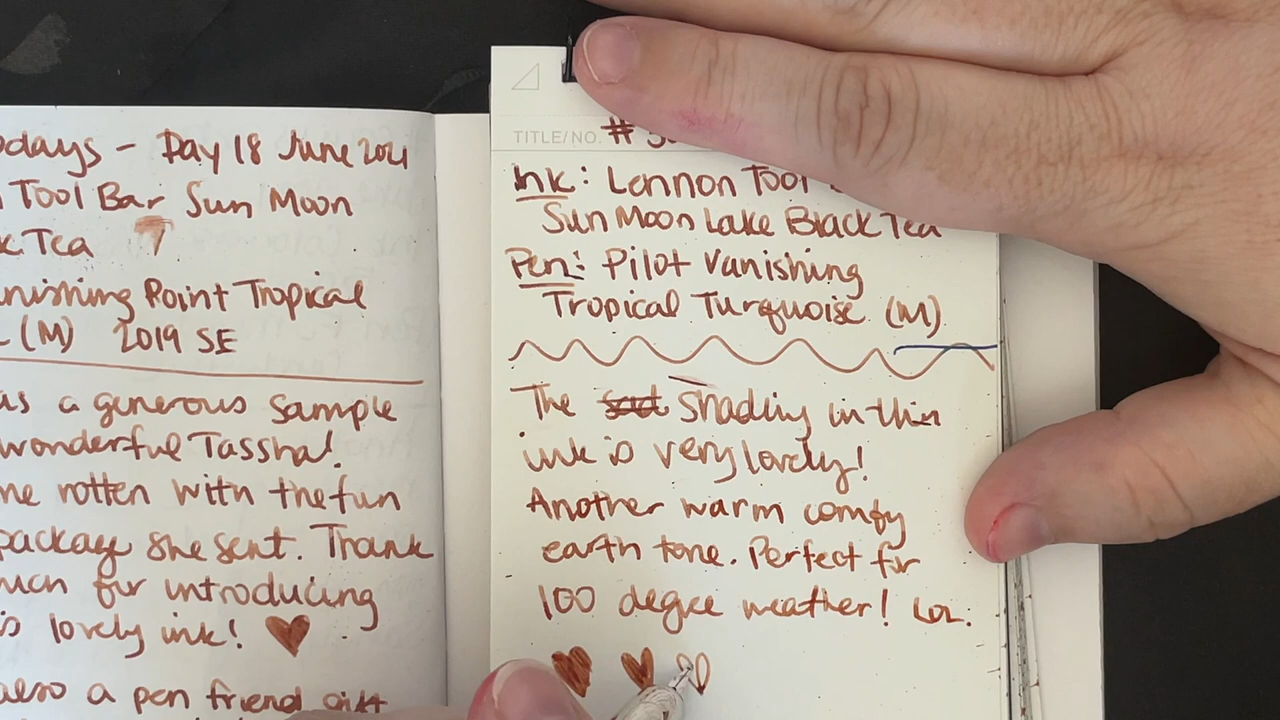 odays - Day 18 June 2021
Tool Bar Sun Moon
k Tea
nishing Point Tropical
(M) 2019 SE
as a generous sample
wonderful Tassha!
me rotten with the fun
package she sent. Thank
uch for introducing
is lovely ink! ♥
also a pen friend gift
TITLE/NO. #
Ink: Lennon Tool
Sun Moon Lake Black Tea
Pen: Pilot Vanishing
Tropical Turquoise (M)
The shading in this
ink is very lovely!
Another warm comfy
earth tone. Perfect for
100 degree weather! LOL.